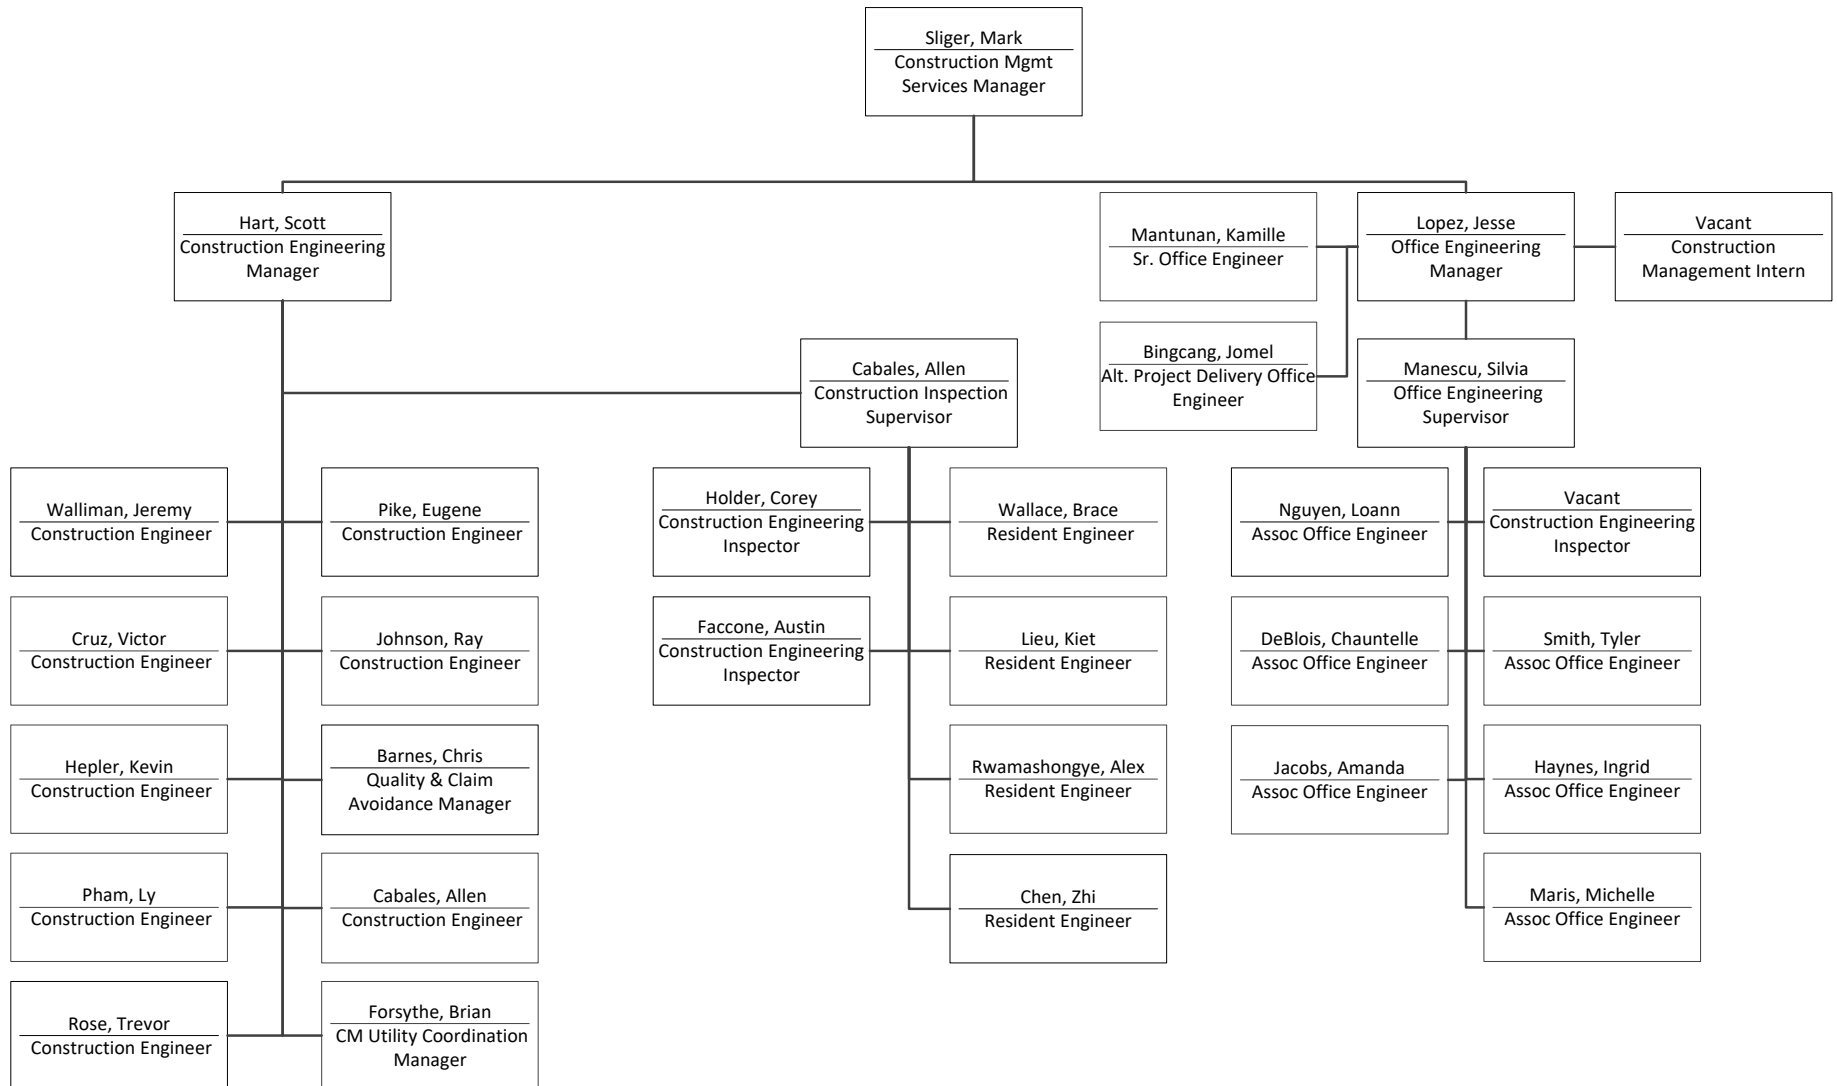 Sliger, Mark
Construction Mgmt
Services Manager
Hart, Scott
Construction Engineering
Manager
Mantunan, Kamille
Sr. Office Engineer
Lopez, Jesse
Office Engineering
Manager
Vacant
Construction
Management Intern
Bingcang, Jomel
Alt. Project Delivery Office
Engineer
Cabales, Allen
Construction Inspection
Supervisor
Manescu, Silvia
Office Engineering
Supervisor
Walliman, Jeremy
Construction Engineer
Pike, Eugene
Construction Engineer
Holder, Corey
Construction Engineering
Inspector
Wallace, Brace
Resident Engineer
Nguyen, Loann
Assoc Office Engineer
Vacant
Construction Engineering
Inspector
Cruz, Victor
Construction Engineer
Johnson, Ray
Construction Engineer
Faccone, Austin
Construction Engineering
Inspector
Lieu, Kiet
Resident Engineer
DeBlois, Chauntelle
Assoc Office Engineer
Smith, Tyler
Assoc Office Engineer
Hepler, Kevin
Construction Engineer
Barnes, Chris
Quality & Claim
Avoidance Manager
Rwamashongye, Alex
Resident Engineer
Jacobs, Amanda
Assoc Office Engineer
Haynes, Ingrid
Assoc Office Engineer
Pham, Ly
Construction Engineer
Cabales, Allen
Construction Engineer
Chen, Zhi
Resident Engineer
Maris, Michelle
Assoc Office Engineer
Rose, Trevor
Construction Engineer
Forsythe, Brian
CM Utility Coordination
Manager